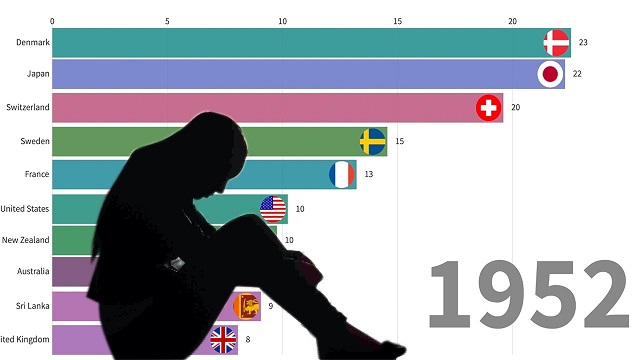 0 5 10 15 20
Denmark 23
Japan 22
Switzerland 20
Sweden 15
France 13
United States 10
New Zealand 10
Australia
Sri Lanka 9
ited Kingdom 8
1952